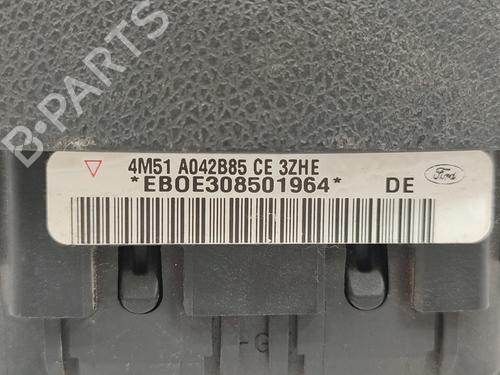 B-PARTS
4M51 A042B85 CE 3ZHE
*EBOE308501964* DE Ford
-G